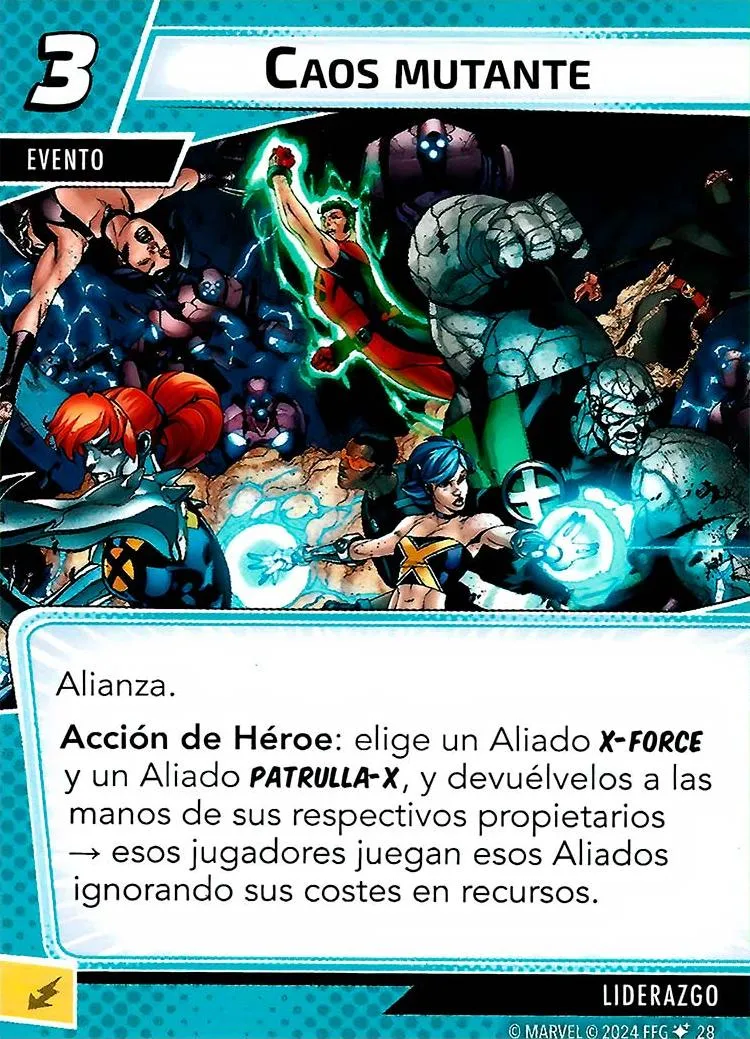 3
CAOS MUTANTE
EVENTO
Alianza.
Acción de Héroe: elige un Aliado X-FORCE
y un Aliado PATRULLA-X, y devuélvelos a las
manos de sus respectivos propietarios
→ esos jugadores juegan esos Aliados
ignorando sus costes en recursos.
LIDERAZGO
© MARVEL © 2024 FFG 28